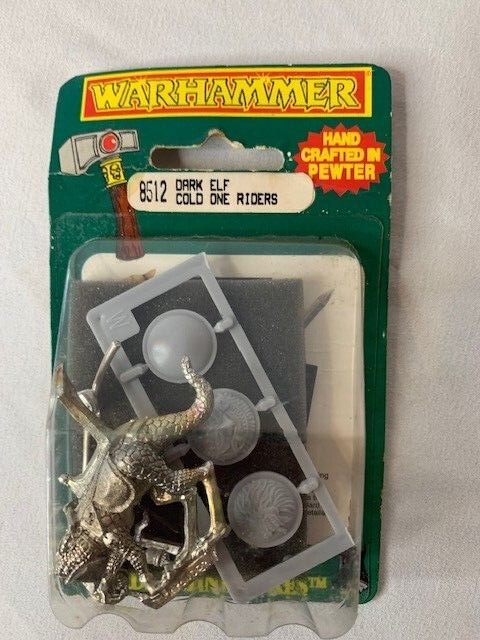 WARHAMMER®
HAND
CRAFTED IN
PEWTER
8512 DARK ELF
COLD ONE RIDERS